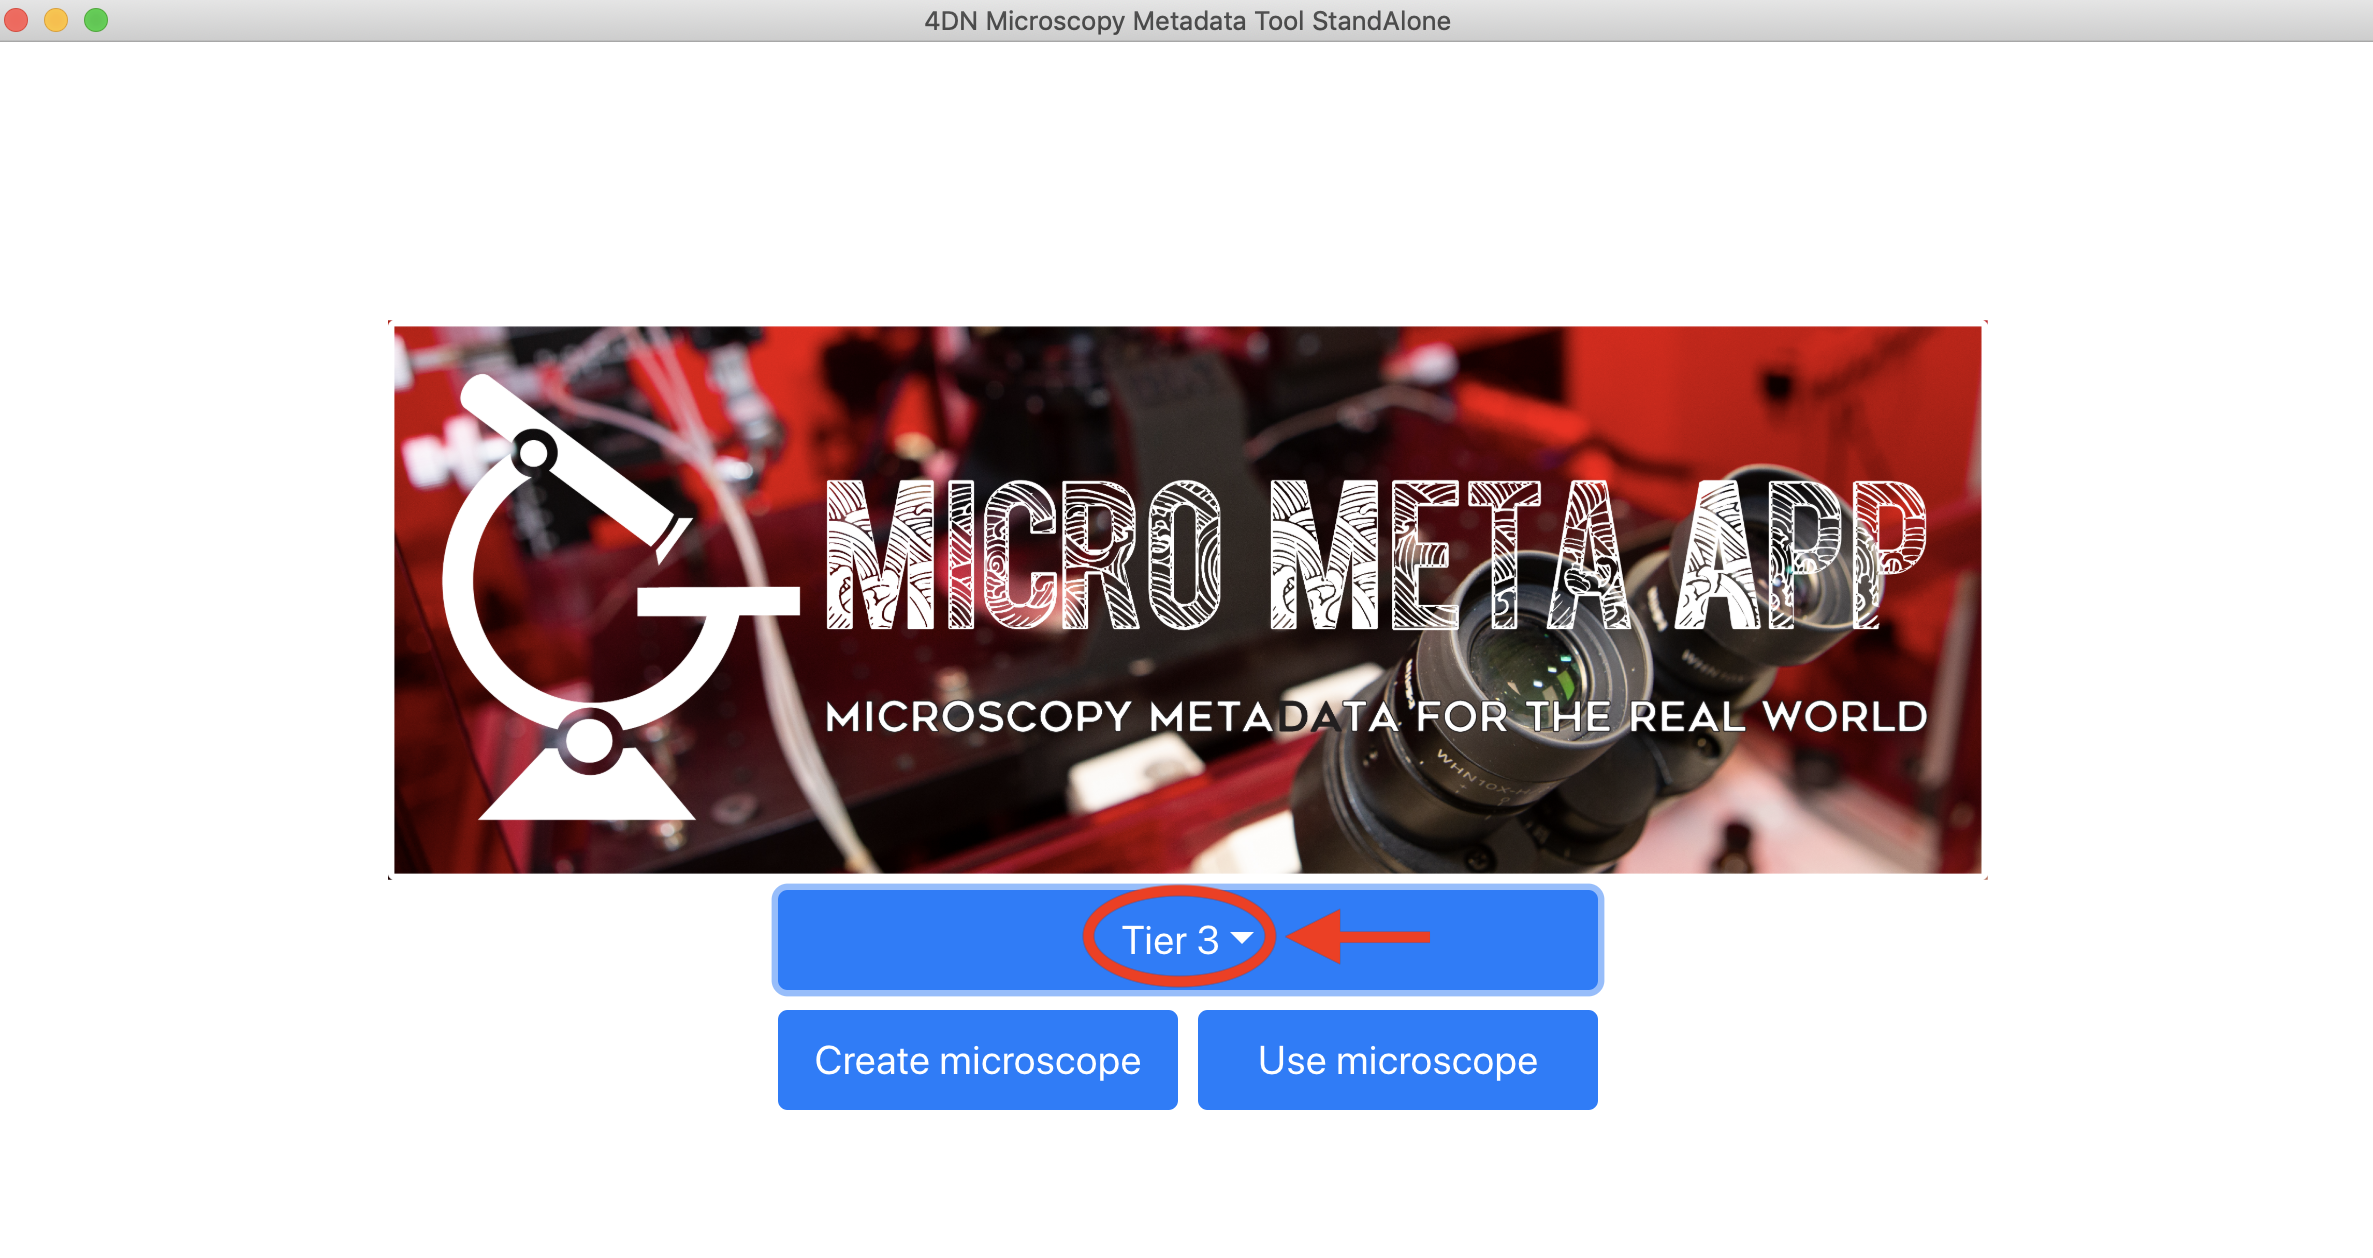 4DN Microscopy Metadata Tool StandAlone
MICRO META APP
MICROSCOPY METADATA FOR THE REAL WORLD
WHN10X-H
Tier 3
Create microscope
Use microscope